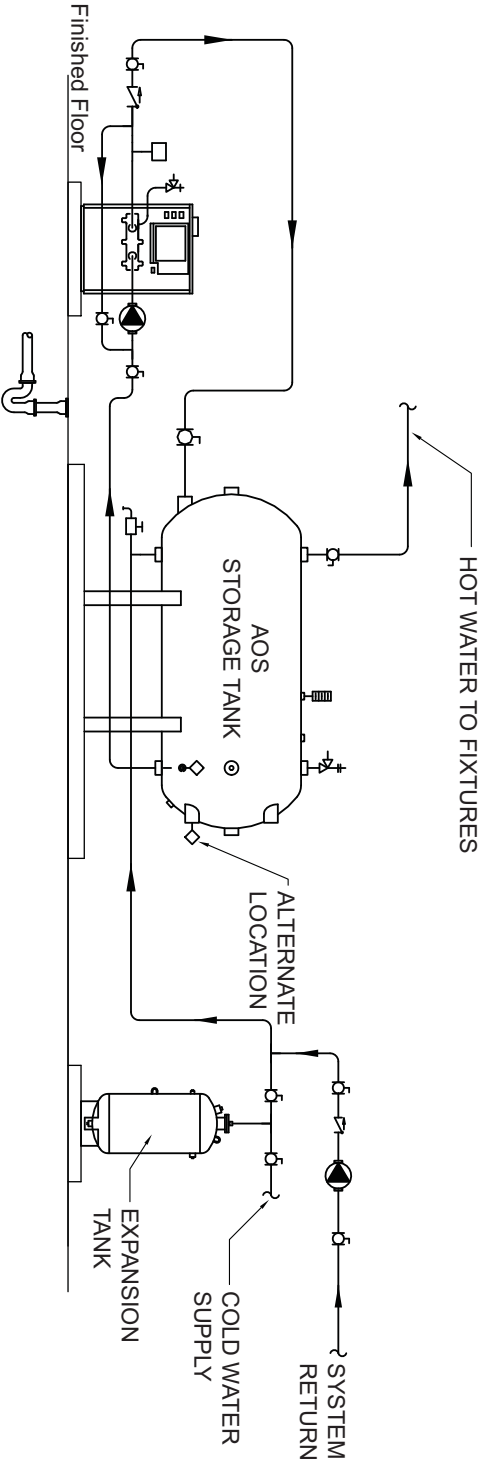 HOT WATER TO FIXTURES
AOS
STORAGE TANK
ALTERNATE
LOCATION
SYSTEM
RETURN
COLD WATER
SUPPLY
EXPANSION
TANK
Finished Floor